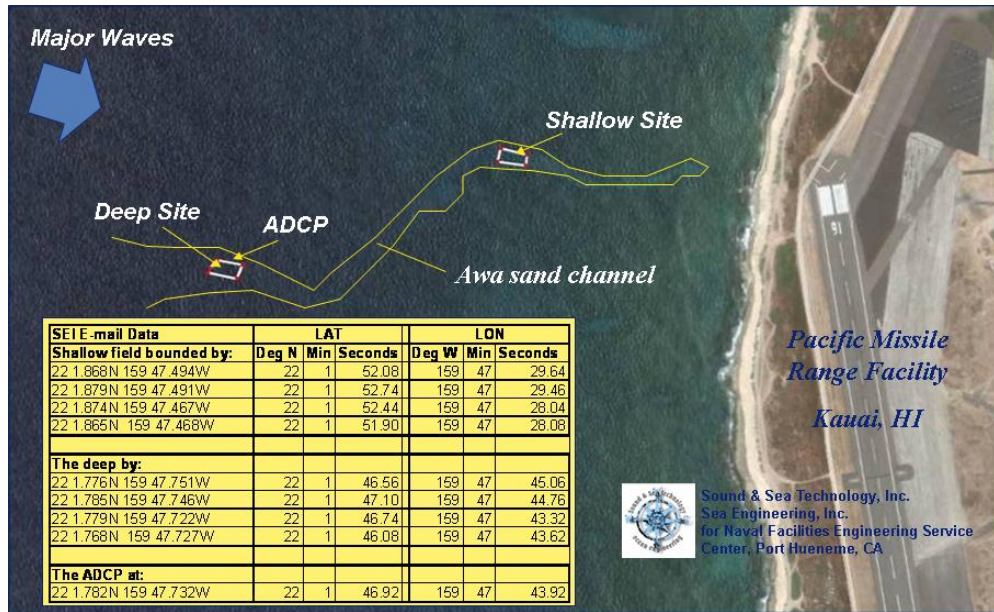 Major Waves
Shallow Site
Deep Site
ADCP
Awa sand channel
16
SEI E-mail Data LAT LON
Shallow field bounded by: Deg N Min Seconds Deg W Min Seconds
22 1.868N 159 47.494W 22 1 52.08 159 47 29.64
22 1.879N 159 47.491W 22 1 52.74 159 47 29.46
22 1.874N 159 47.467W 22 1 52.44 159 47 28.04
22 1.865N 159 47.468W 22 1 51.90 159 47 28.08
The deep by:
22 1.776N 159 47.751W 22 1 46.56 159 47 45.06
22 1.785N 159 47.746W 22 1 47.10 159 47 44.76
22 1.779N 159 47.722W 22 1 46.74 159 47 43.32
22 1.768N 159 47.727W 22 1 46.08 159 47 43.62
The ADCP at:
22 1.782N 159 47.732W 22 1 46.92 159 47 43.92
Pacific Missile
Range Facility
Kauai, HI
Sound & Sea Technology
ocean engineering
Sound & Sea Technology, Inc.
Sea Engineering, Inc.
for Naval Facilities Engineering Service
Center, Port Hueneme, CA